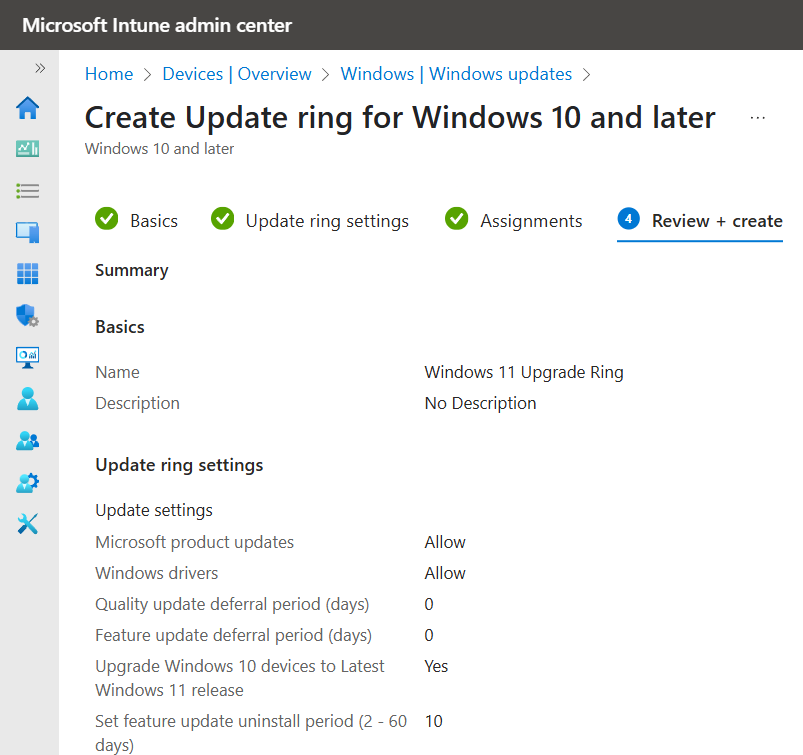 Microsoft Intune admin center
Home > Devices | Overview > Windows | Windows updates >
Create Update ring for Windows 10 and later ...
Windows 10 and later
Basics Update ring settings Assignments 4 Review + create
Summary
Basics
Name Windows 11 Upgrade Ring
Description No Description
Update ring settings
Update settings
Microsoft product updates Allow
Windows drivers Allow
Quality update deferral period (days) 0
Feature update deferral period (days) 0
Upgrade Windows 10 devices to Latest Yes
Windows 11 release
Set feature update uninstall period (2 - 60 10
days)